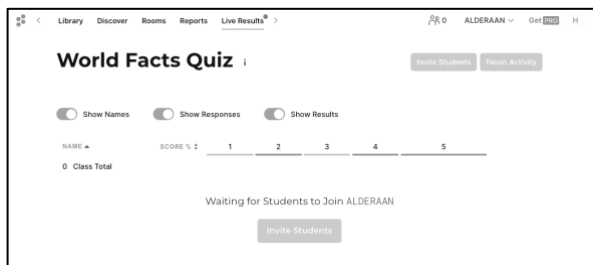 Library Discover Rooms Reports Live Results 0 ALDERAAN Get PRO H
World Facts Quiz i
Invite Students Finish Activity
Show Names Show Responses Show Results
NAME SCORE % 1 2 3 4 5
0 Class Total
Waiting for Students to Join ALDERAAN
Invite Students